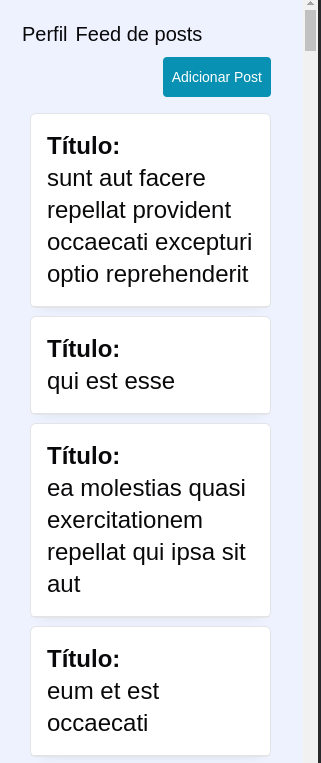 Perfil Feed de posts
Adicionar Post
Título:
sunt aut facere
repellat provident
occaecati excepturi
optio reprehenderit
Título:
qui est esse
Título:
ea molestias quasi
exercitationem
repellat qui ipsa sit
aut
Título:
eum et est
occaecati